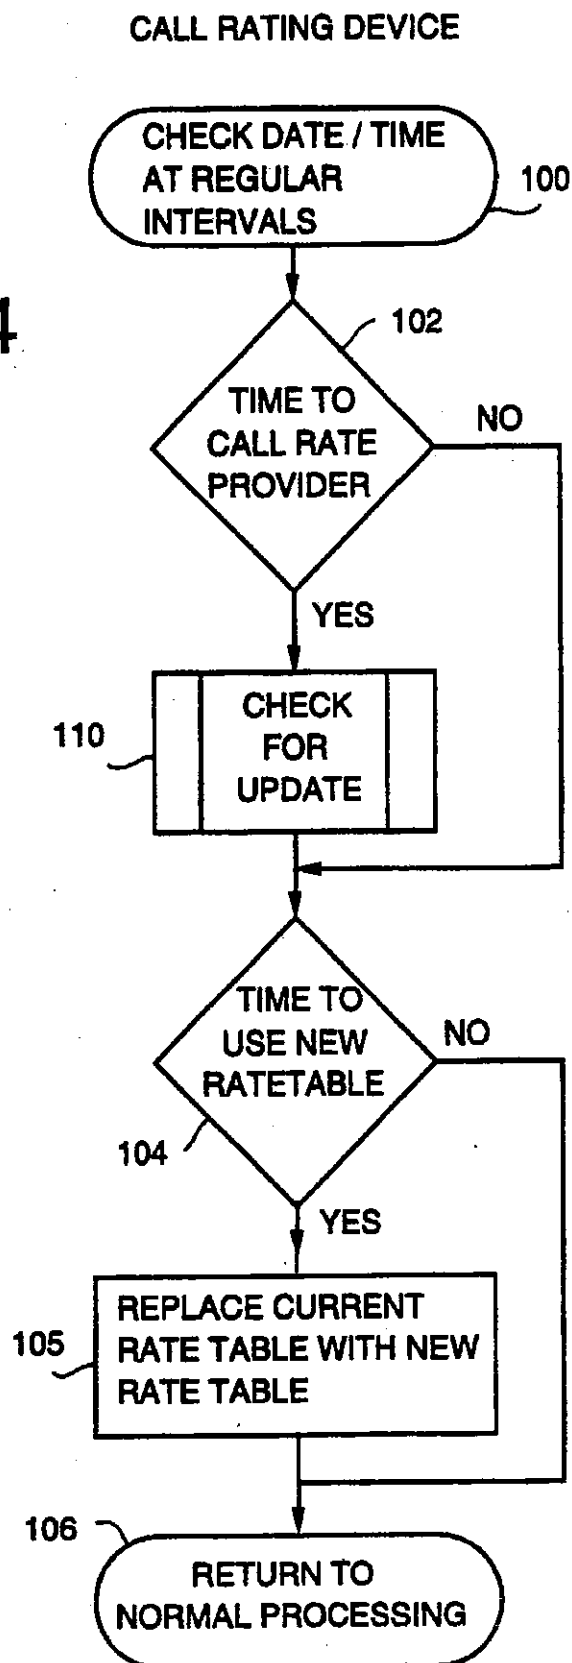 CALL RATING DEVICE
CHECK DATE / TIME
AT REGULAR
INTERVALS
100
4
102
TIME TO
CALL RATE
PROVIDER
NO
YES
110
CHECK
FOR
UPDATE
TIME TO
USE NEW
RATETABLE
NO
104
YES
105
REPLACE CURRENT
RATE TABLE WITH NEW
RATE TABLE
106
RETURN TO
NORMAL PROCESSING